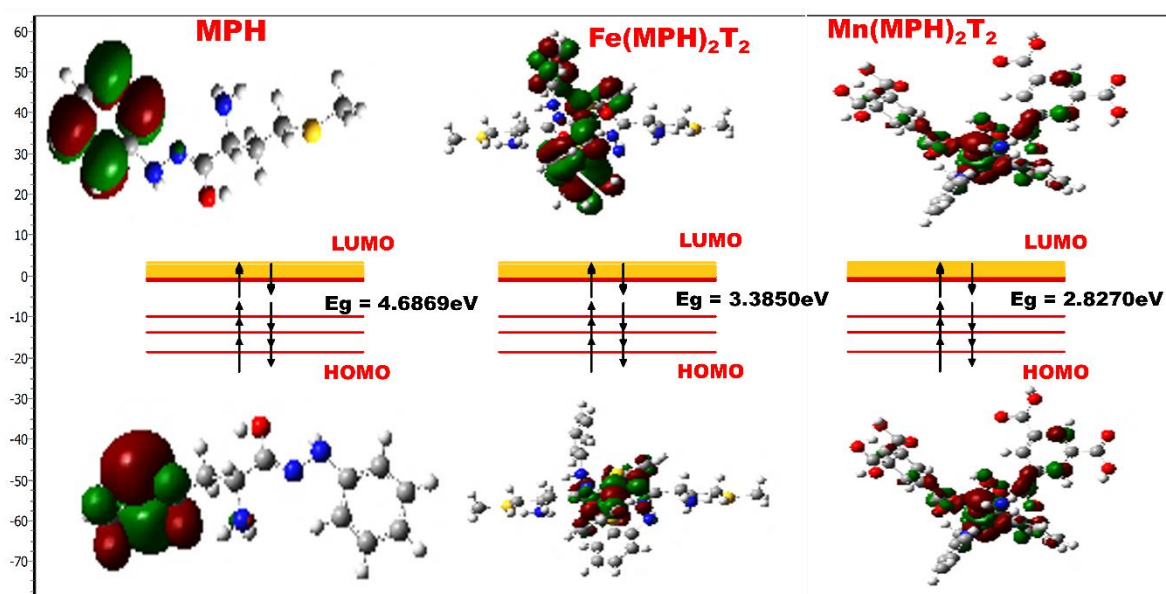 MPH
Fe(MPH)₂T₂
Mn(MPH)₂T₂
60
50
40
30
20
10
0
-10
-20
-30
-40
-50
-60
-70
LUMO
LUMO
LUMO
Eg = 4.6869eV
Eg = 3.3850eV
Eg = 2.8270eV
HOMO
HOMO
HOMO